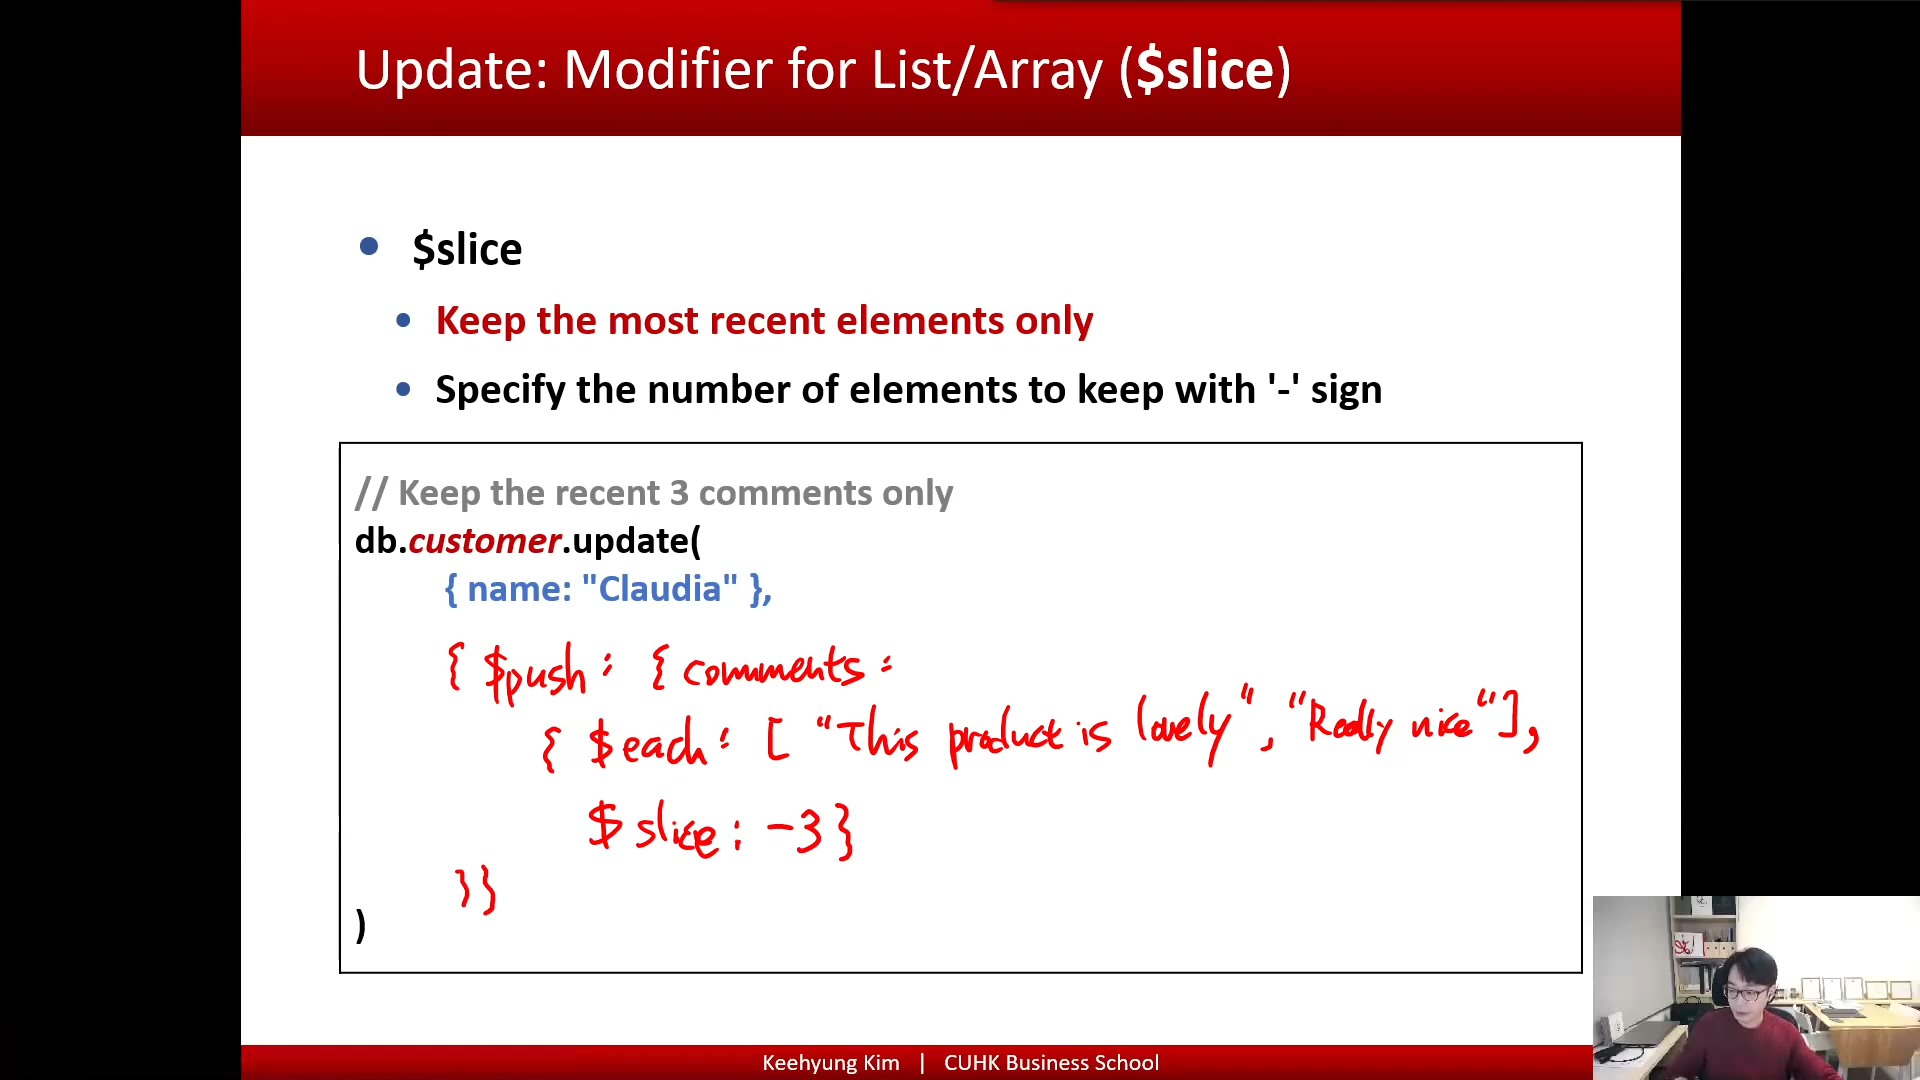 Update: Modifier for List/Array ($slice)
• $slice
• Keep the most recent elements only
• Specify the number of elements to keep with '-' sign
// Keep the recent 3 comments only
db.customer.update(
{ name: "Claudia" },
{ $push: { comments:
{ $each: [ "This product is lovely", "Really nice"],
$slice: -3}
}}
)
Keehyung Kim | CUHK Business School